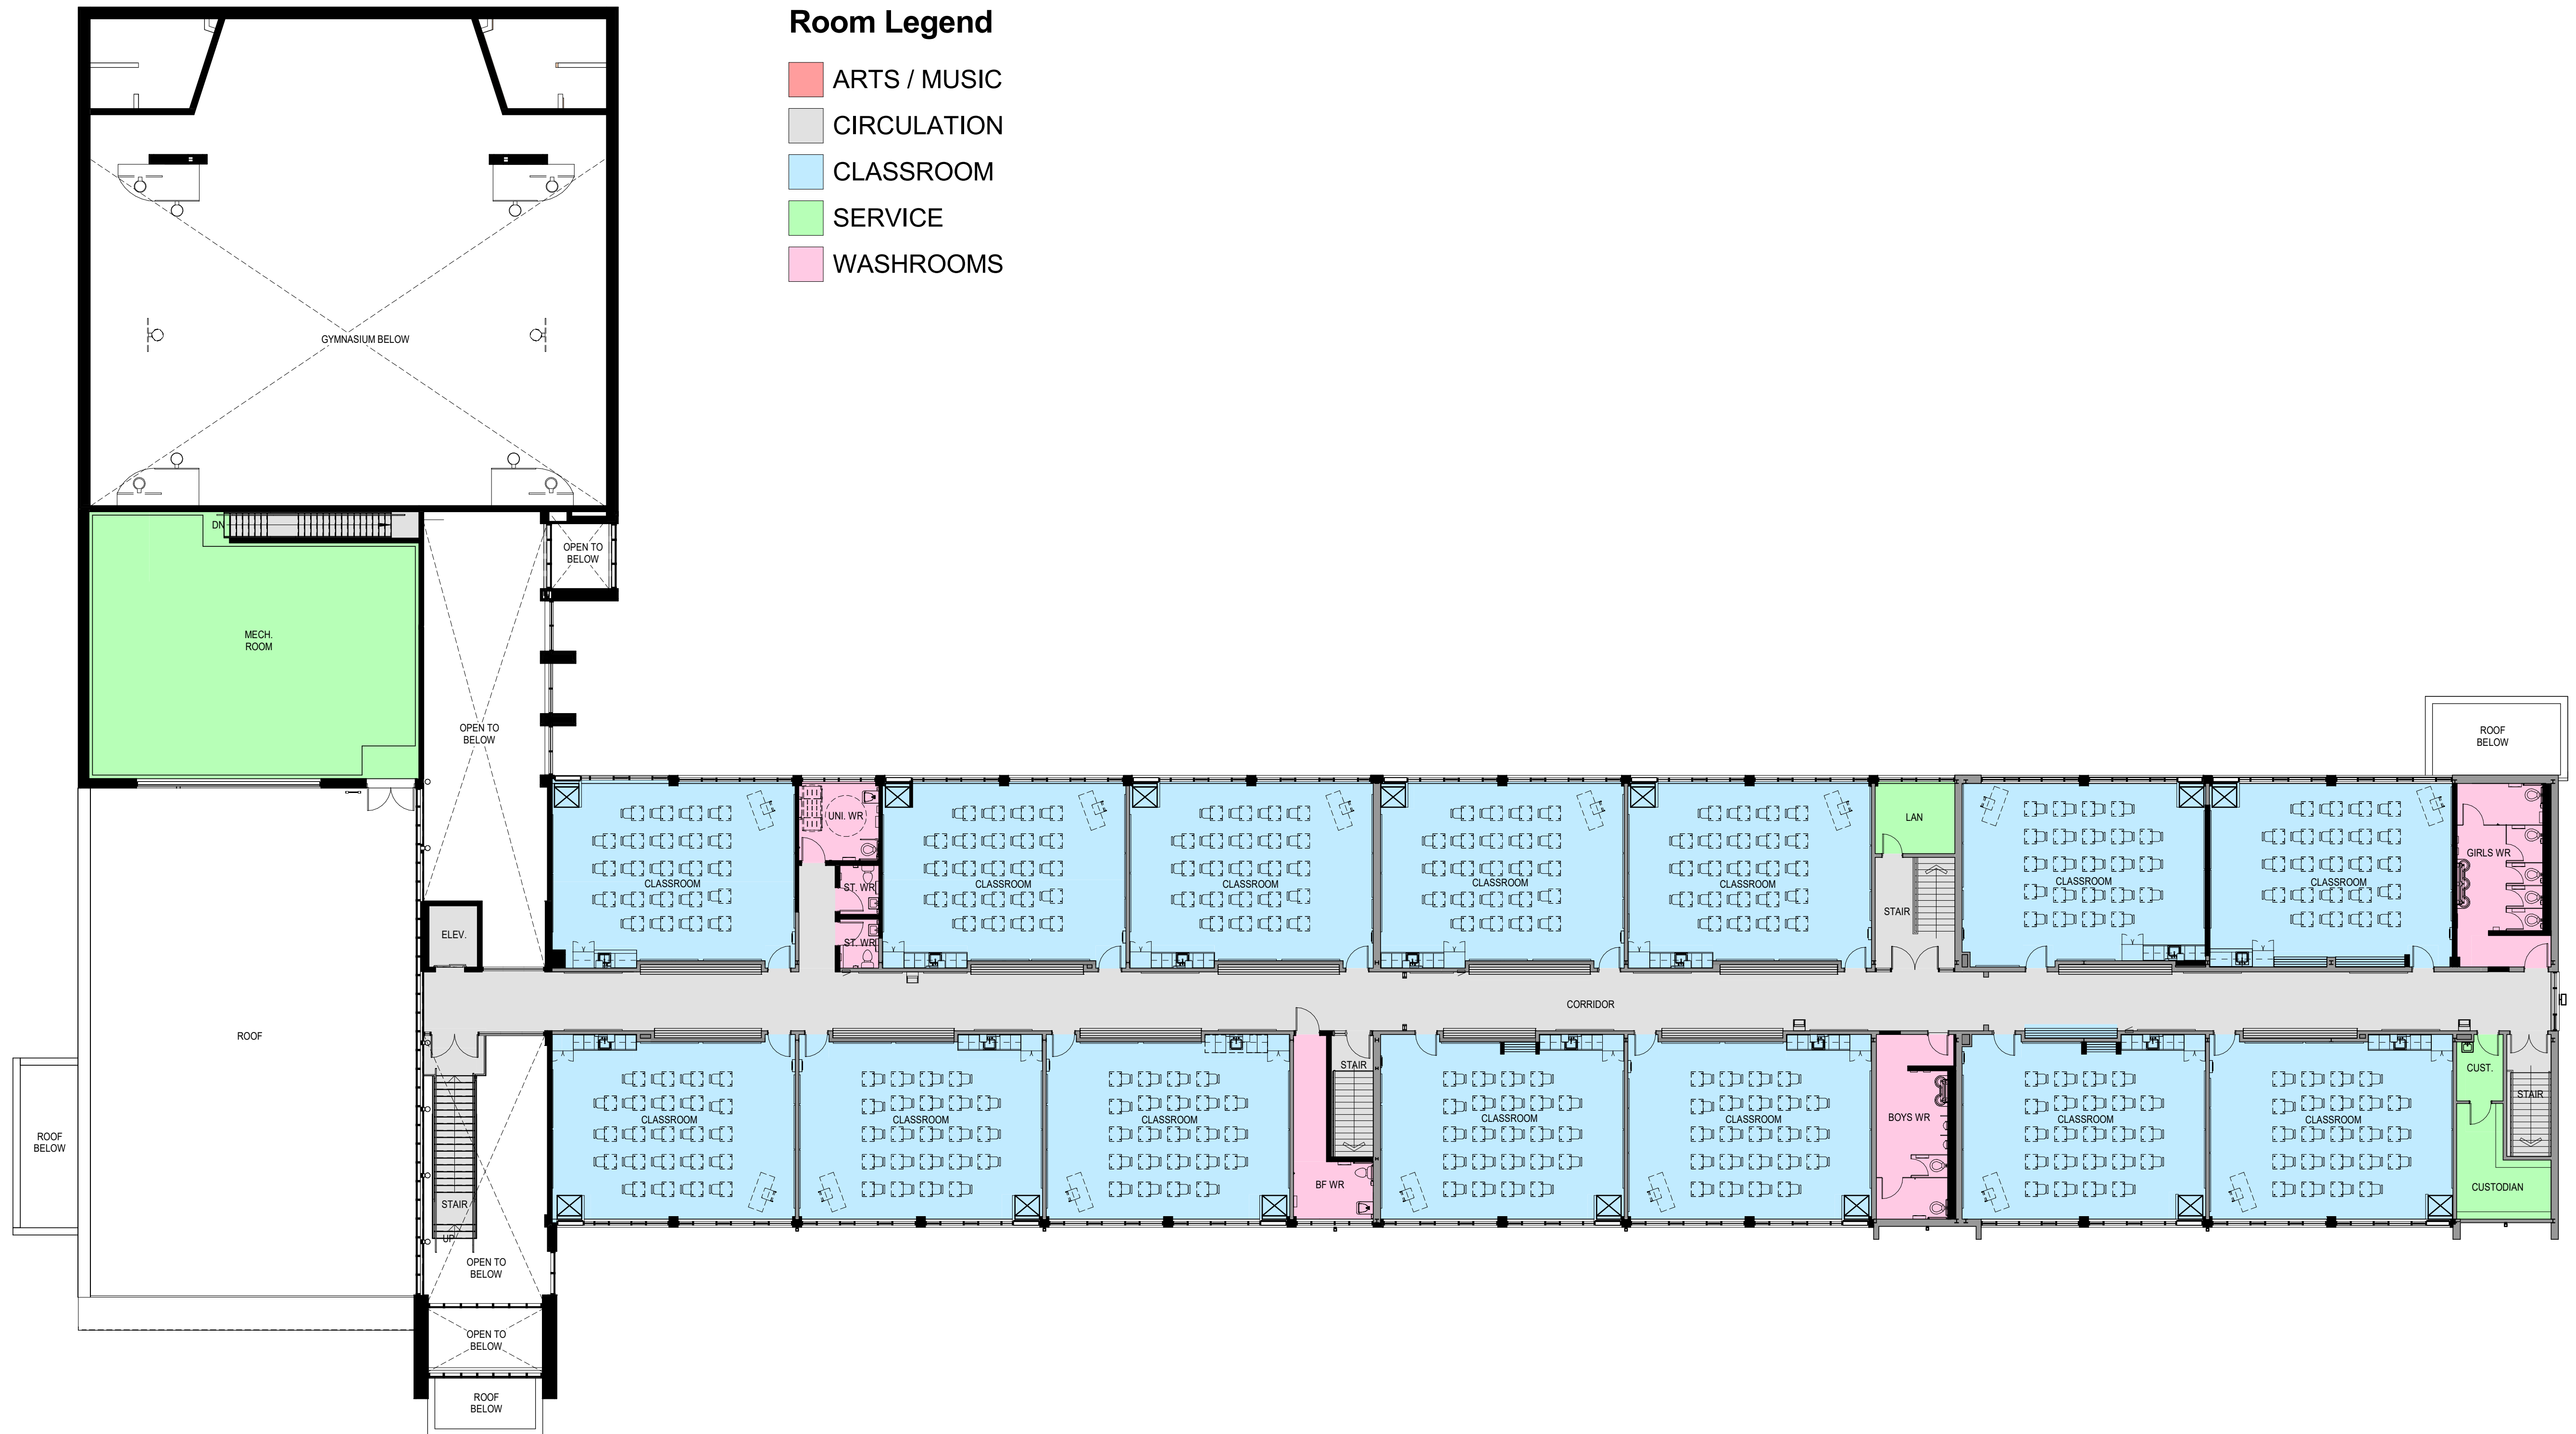 Room Legend
ARTS / MUSIC
CIRCULATION
CLASSROOM
SERVICE
WASHROOMS
GYMNASIUM BELOW
DN
OPEN TO
BELOW
MECH.
ROOM
OPEN TO
BELOW
ROOF
BELOW
UNI. WR
LAN
GIRLS WR
CLASSROOM
ST. WR
CLASSROOM
CLASSROOM
CLASSROOM
CLASSROOM
STAIR
CLASSROOM
CLASSROOM
ELEV.
ST. WR
CORRIDOR
ROOF
STAIR
CUST.
STAIR
CLASSROOM
CLASSROOM
CLASSROOM
CLASSROOM
CLASSROOM
BOYS WR
CLASSROOM
CLASSROOM
ROOF
BELOW
BF WR
CUSTODIAN
STAIR
UP
OPEN TO
BELOW
OPEN TO
BELOW
ROOF
BELOW